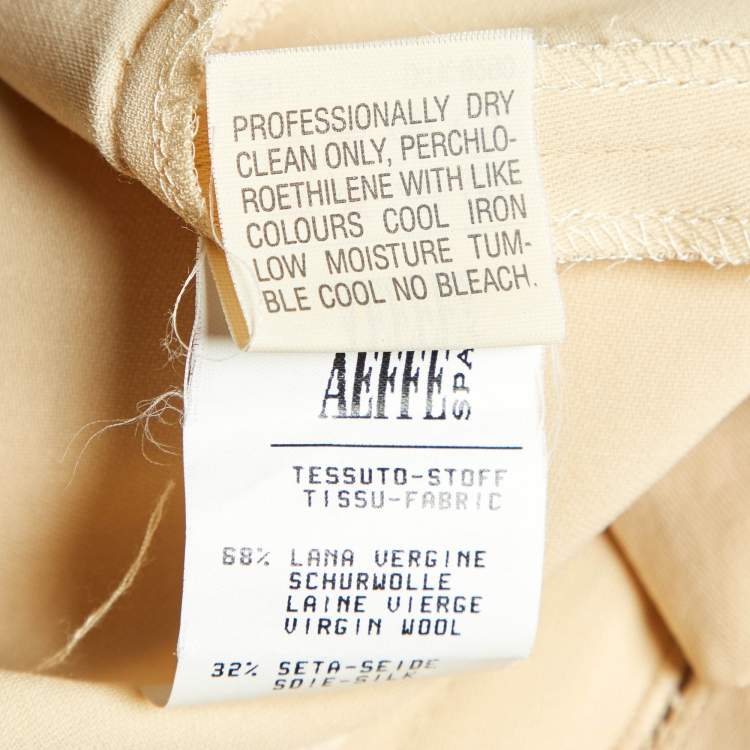 PROFESSIONALLY DRY
CLEAN ONLY, PERCHLO-
ROETHILENE WITH LIKE
COLOURS COOL IRON
LOW MOISTURE TUM-
BLE COOL NO BLEACH.
AEFFE SPA
TESSUTO-STOFF
TISSU-FABRIC
68% LANA VERGINE
SCHURWOLLE
LAINE VIERGE
VIRGIN WOOL
32% SETA-SEIDE
SOIE-SILK